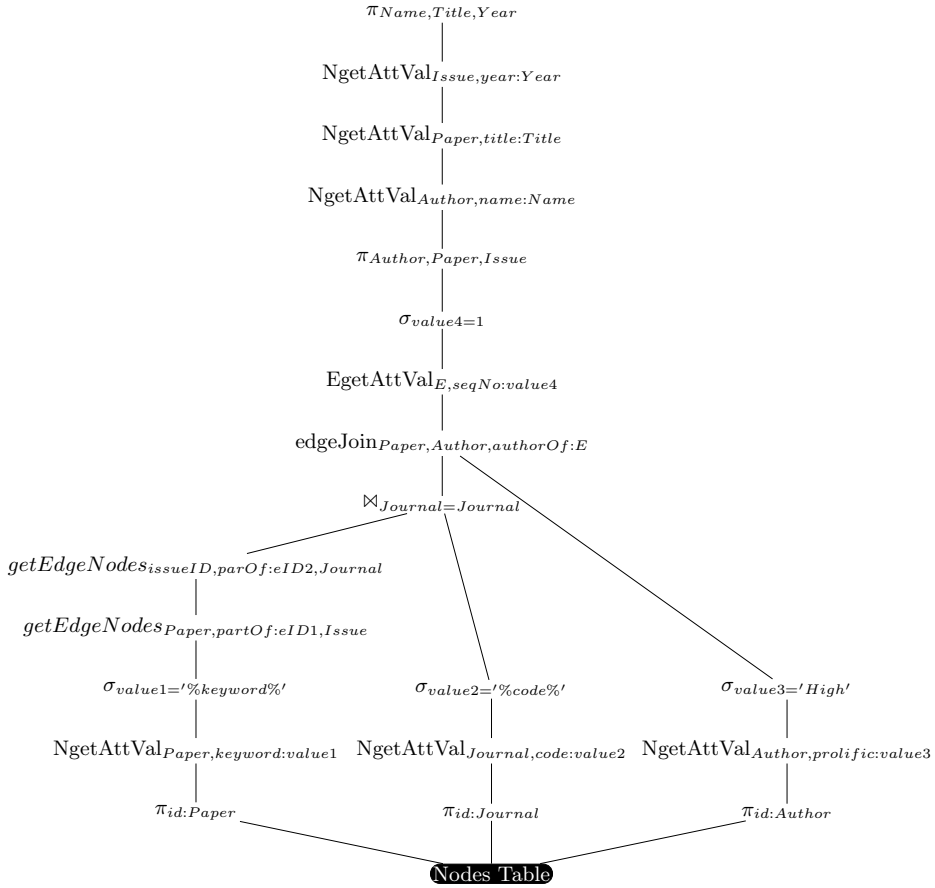 π_{Name,Title,Year}
NgetAttVal_{Issue,year:Year}
NgetAttVal_{Paper,title:Title}
NgetAttVal_{Author,name:Name}
π_{Author,Paper,Issue}
σ_{value4=1}
EgetAttVal_{E,seqNo:value4}
edgeJoin_{Paper,Author,authorOf:E}
⋈_{Journal=Journal}
getEdgeNodes_{issueID,parOf:eID2,Journal}
getEdgeNodes_{Paper,partOf:eID1,Issue}
σ_{value1='%keyword%'} σ_{value2='%code%'} σ_{value3='High'}
NgetAttVal_{Paper,keyword:value1} NgetAttVal_{Journal,code:value2} NgetAttVal_{Author,prolific:value3}
π_{id:Paper} π_{id:Journal} π_{id:Author}
Nodes Table